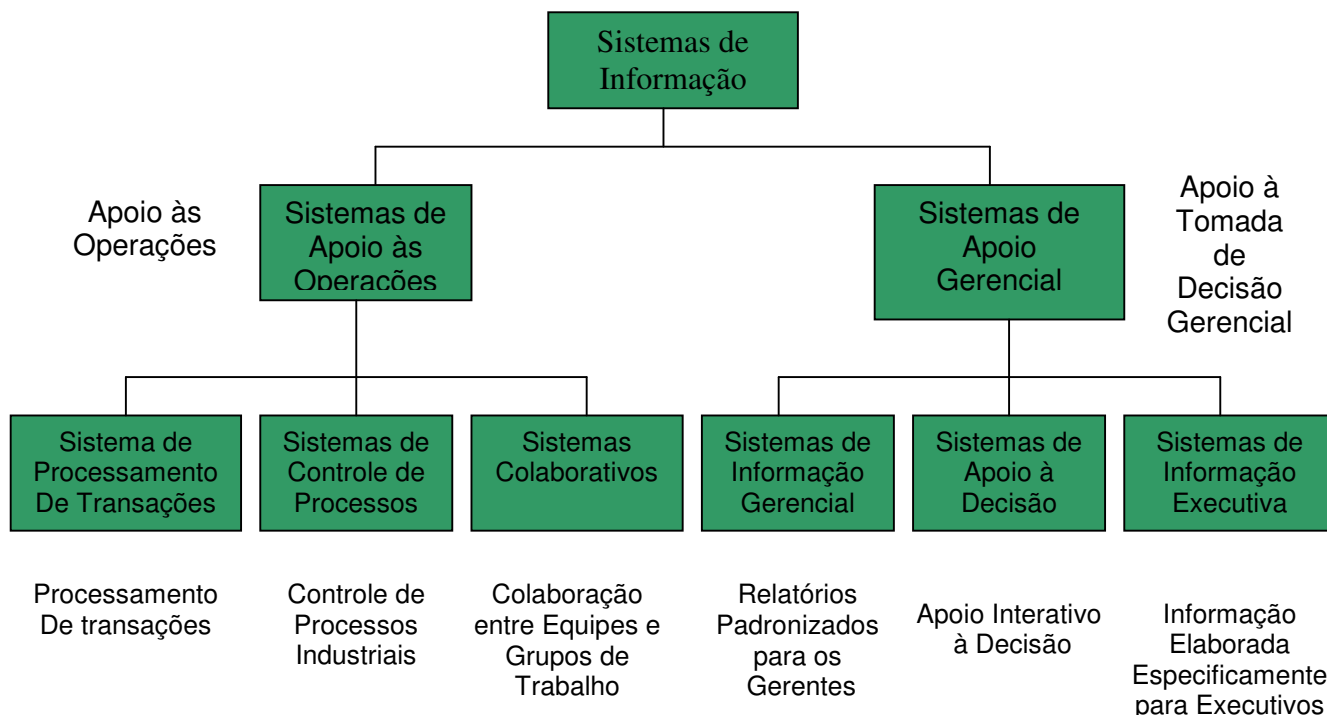 Sistemas de
Informação
Apoio às
Operações
Sistemas de
Apoio às
Operações
Sistemas de
Apoio
Gerencial
Apoio à
Tomada
de
Decisão
Gerencial
Sistema de
Processamento
De Transações
Sistemas de
Controle de
Processos
Sistemas
Colaborativos
Sistemas de
Informação
Gerencial
Sistemas de
Apoio à
Decisão
Sistemas de
Informação
Executiva
Processamento
De transações
Controle de
Processos
Industriais
Colaboração
entre Equipes e
Grupos de
Trabalho
Relatórios
Padronizados
para os
Gerentes
Apoio Interativo
à Decisão
Informação
Elaborada
Especificamente
para Executivos